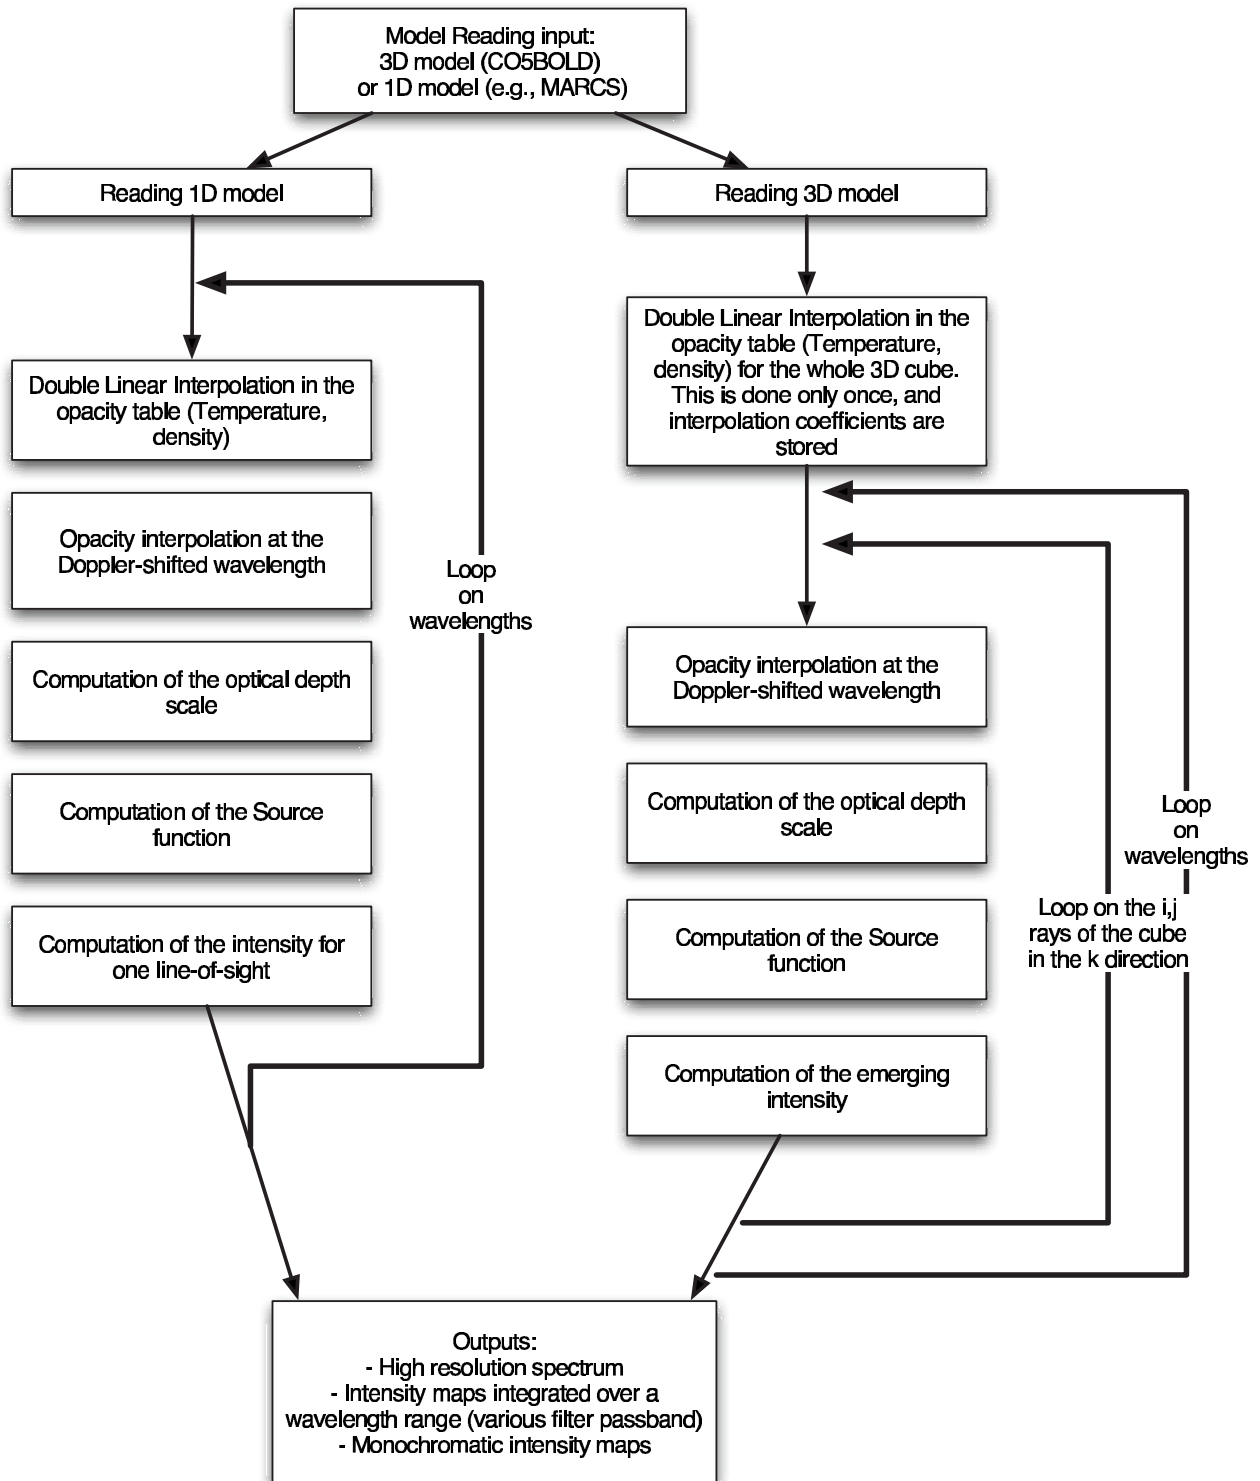 Model Reading input:
3D model (CO5BOLD)
or 1D model (e.g., MARCS)
Reading 1D model
Double Linear Interpolation in the
opacity table (Temperature,
density)
Opacity interpolation at the
Doppler-shifted wavelength
Computation of the optical depth
scale
Computation of the Source
function
Computation of the intensity for
one line-of-sight
Loop
on
wavelengths
Reading 3D model
Double Linear Interpolation in the
opacity table (Temperature,
density) for the whole 3D cube.
This is done only once, and
interpolation coefficients are
stored
Opacity interpolation at the
Doppler-shifted wavelength
Computation of the optical depth
scale
Computation of the Source
function
Computation of the emerging
intensity
Loop on the i,j
rays of the cube
in the k direction
Loop
on
wavelengths
Outputs:
- High resolution spectrum
- Intensity maps integrated over a
wavelength range (various filter passband)
- Monochromatic intensity maps